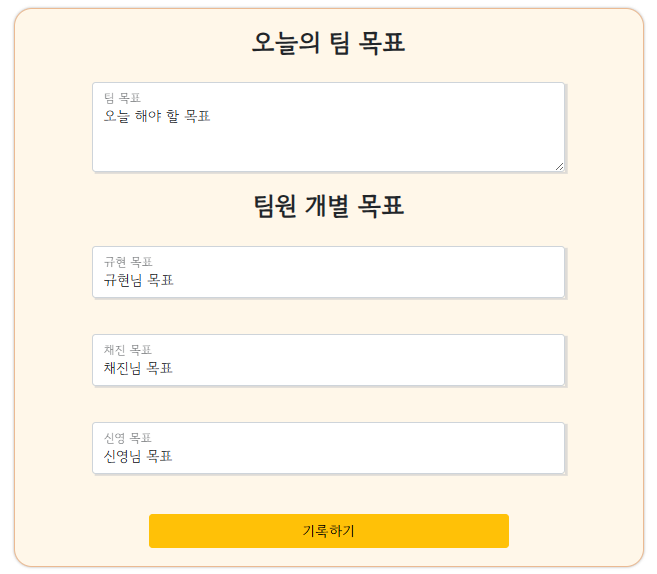 오늘의 팀 목표
팀 목표
오늘 해야 할 목표
팀원 개별 목표
규현 목표
규현님 목표
채진 목표
채진님 목표
신영 목표
신영님 목표
기록하기